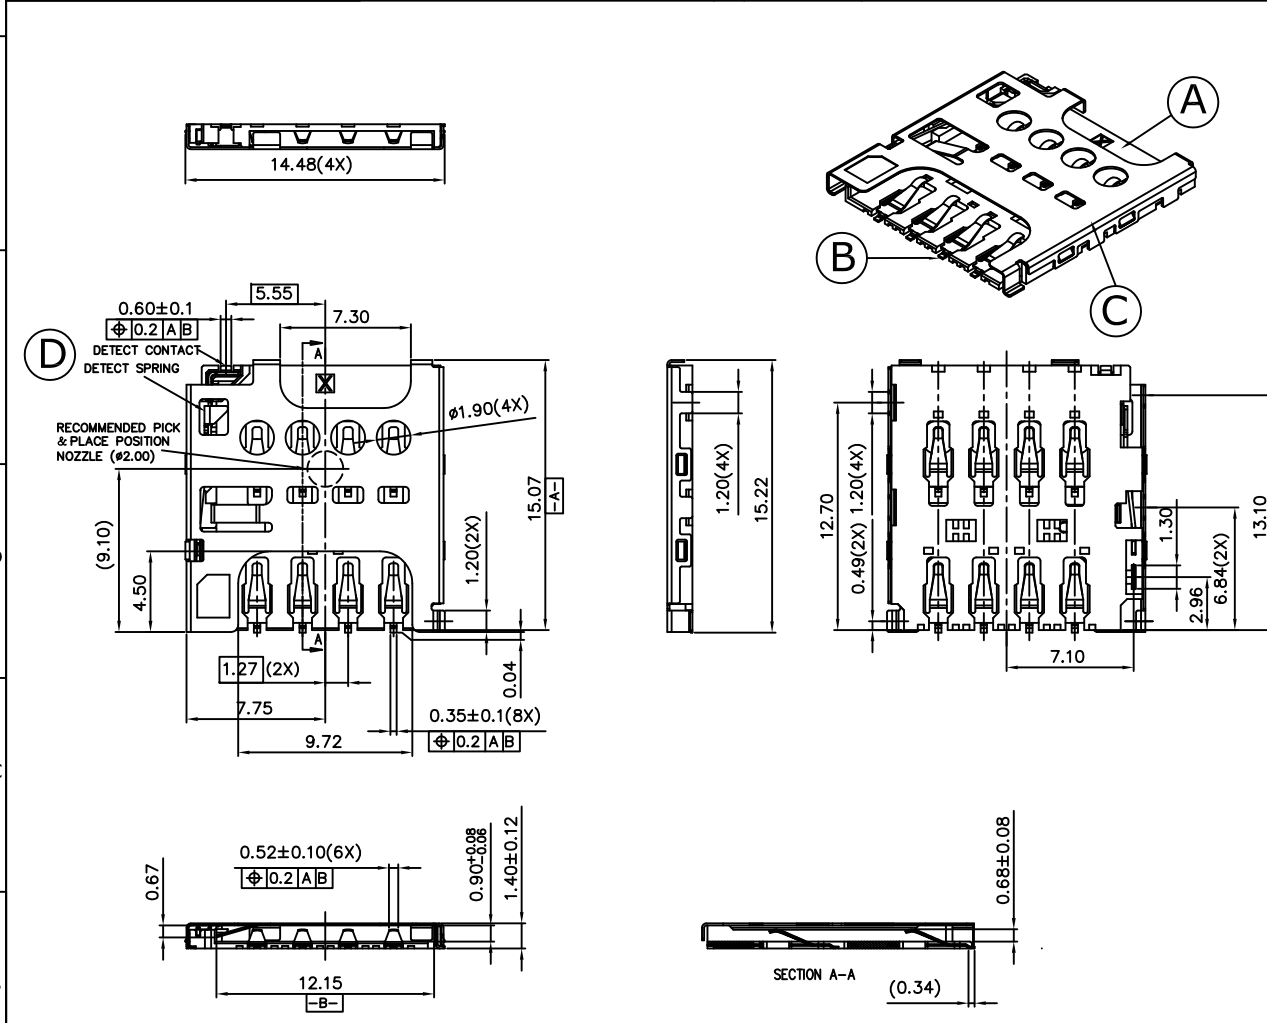 A
14.48(4X)
B
C
5.55
0.60±0.1
⌖ 0.2 A B
7.30
D
DETECT CONTACT
DETECT SPRING
A
RECOMMENDED PICK
& PLACE POSITION
NOZZLE (ø2.00)
ø1.90(4X)
(9.10)
4.50
1.20(2X)
15.07
-A-
1.20(4X)
15.22
12.70
1.20(4X)
0.49(2X)
1.30
13.10
6.84(2X)
2.96
A
1.27 (2X)
0.04
7.10
7.75
0.35±0.1(8X)
⌖ 0.2 A B
9.72
0.67
0.52±0.10(6X)
⌖ 0.2 A B
0.90+0.08
-0.06
1.40±0.12
0.68±0.08
12.15
-B-
SECTION A-A
(0.34)